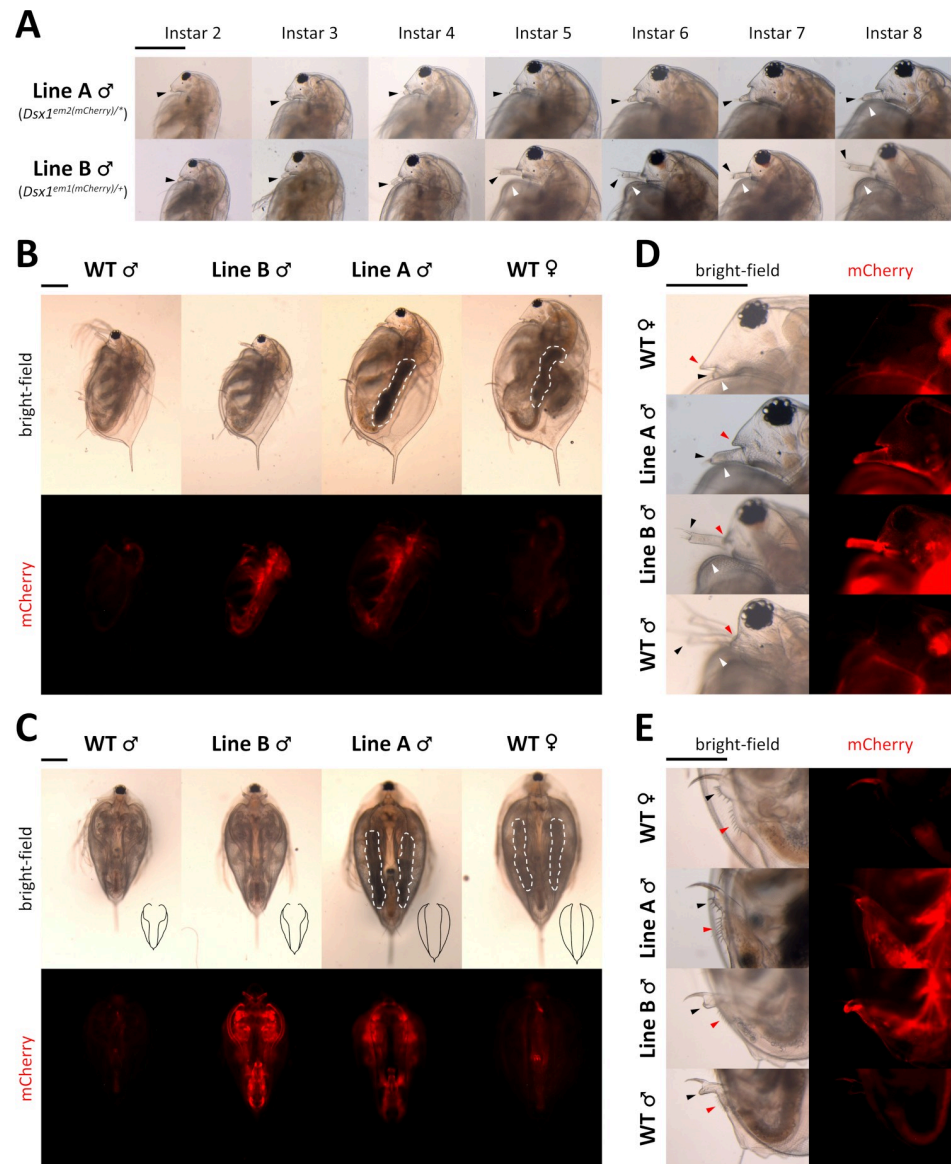 A
Instar 2 Instar 3 Instar 4 Instar 5 Instar 6 Instar 7 Instar 8
Line A ♂
(Dsx1em2(mCherry)/*)
Line B ♂
(Dsx1em1(mCherry)/+)
B
WT ♂ Line B ♂ Line A ♂ WT ♀
bright-field
mCherry
C
WT ♂ Line B ♂ Line A ♂ WT ♀
bright-field
mCherry
D
bright-field mCherry
WT ♀
Line A ♂
Line B ♂
WT ♂
E
bright-field mCherry
WT ♀
Line A ♂
Line B ♂
WT ♂